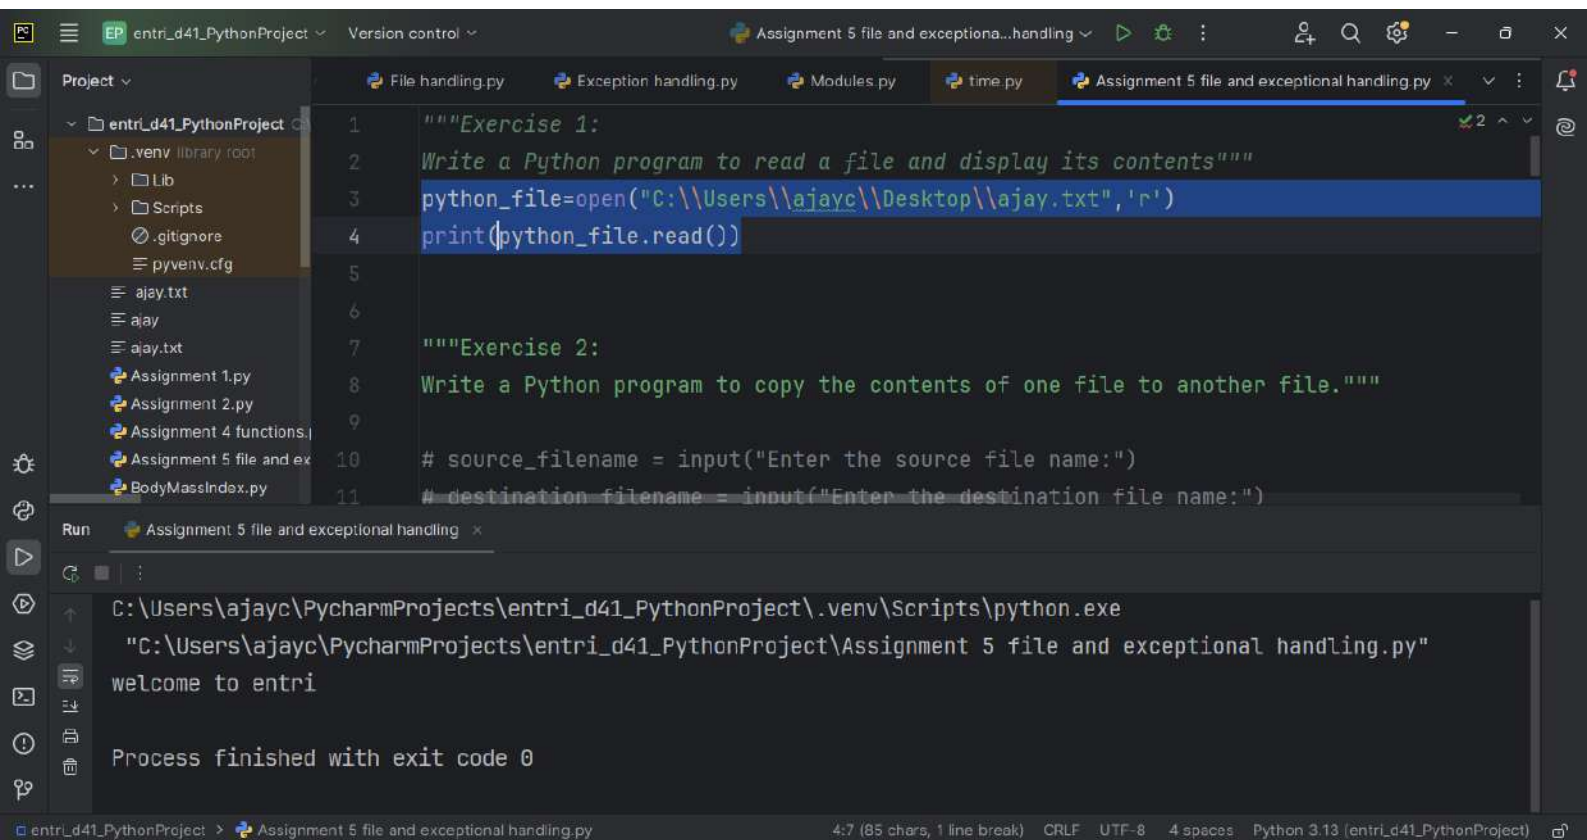 PC
EP entri_d41_PythonProject Version control Assignment 5 file and exceptiona...handling
Project File handling.py Exception handling.py Modules.py time.py Assignment 5 file and exceptional handling.py
entri_d41_PythonProject
.venv library root
Lib
Scripts
.gitignore
pyvenv.cfg
ajay.txt
ajay
ajay.txt
Assignment 1.py
Assignment 2.py
Assignment 4 functions.
Assignment 5 file and ex
BodyMassIndex.py
2
1 """Exercise 1:
2 Write a Python program to read a file and display its contents"""
3 python_file=open("C:\\Users\\ajayc\\Desktop\\ajay.txt",'r')
4 print(python_file.read())
5
6
7 """Exercise 2:
8 Write a Python program to copy the contents of one file to another file."""
9
10 # source_filename = input("Enter the source file name:")
11 # destination_filename = input("Enter the destination file name:")
Run Assignment 5 file and exceptional handling
C:\Users\ajayc\PycharmProjects\entri_d41_PythonProject\.venv\Scripts\python.exe
"C:\Users\ajayc\PycharmProjects\entri_d41_PythonProject\Assignment 5 file and exceptional handling.py"
welcome to entri
Process finished with exit code 0
entri_d41_PythonProject > Assignment 5 file and exceptional handling.py 4:7 (85 chars, 1 line break) CRLF UTF-8 4 spaces Python 3.13 (entri_d41_PythonProject)